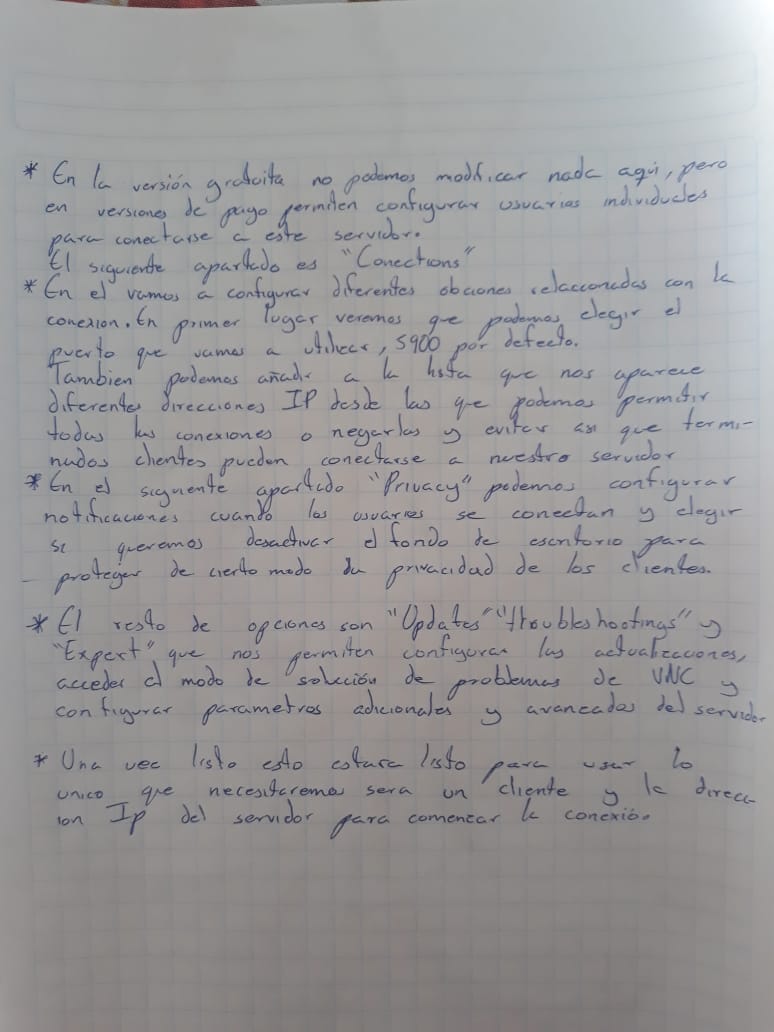 * En la versión gratuita no podemos modificar nada aqui, pero
en versiones de pago permiten configurar usuarios individuales
para conectarse a este servidor.
El siguiente apartado es "Conections"
* En el vamos a configurar diferentes obciones relaccionadas con la
conexion. En primer lugar veremos que podemos elegir el
puerto que vamos a utilizar, 5900 por defecto.
Tambien podemos añadir a la lista que nos aparece
diferentes direcciones IP desde las que podemos permitir
todas las conexiones o negarlas y evitar asi que termi-
nados clientes pueden conectarse a nuestro servidor
* En el siguiente apartado "Privacy" podemos configurar
notificaciones cuando los usuarios se conectan y elegir
si queremos desactivar el fondo de escritorio para
proteger de cierto modo la privacidad de los clientes.
* El resto de opciones son "Updates" "troubleshootings" y
"Expert" que nos permiten configurar las actualizaciones,
acceder al modo de solución de problemas de VNC y
configurar parametros adicionales y avanzados del servidor
* Una vez listo esto estara listo para usar lo
unico que necesitaremos sera un cliente y la direcc-
ion Ip del servidor para comenzar la conexión.